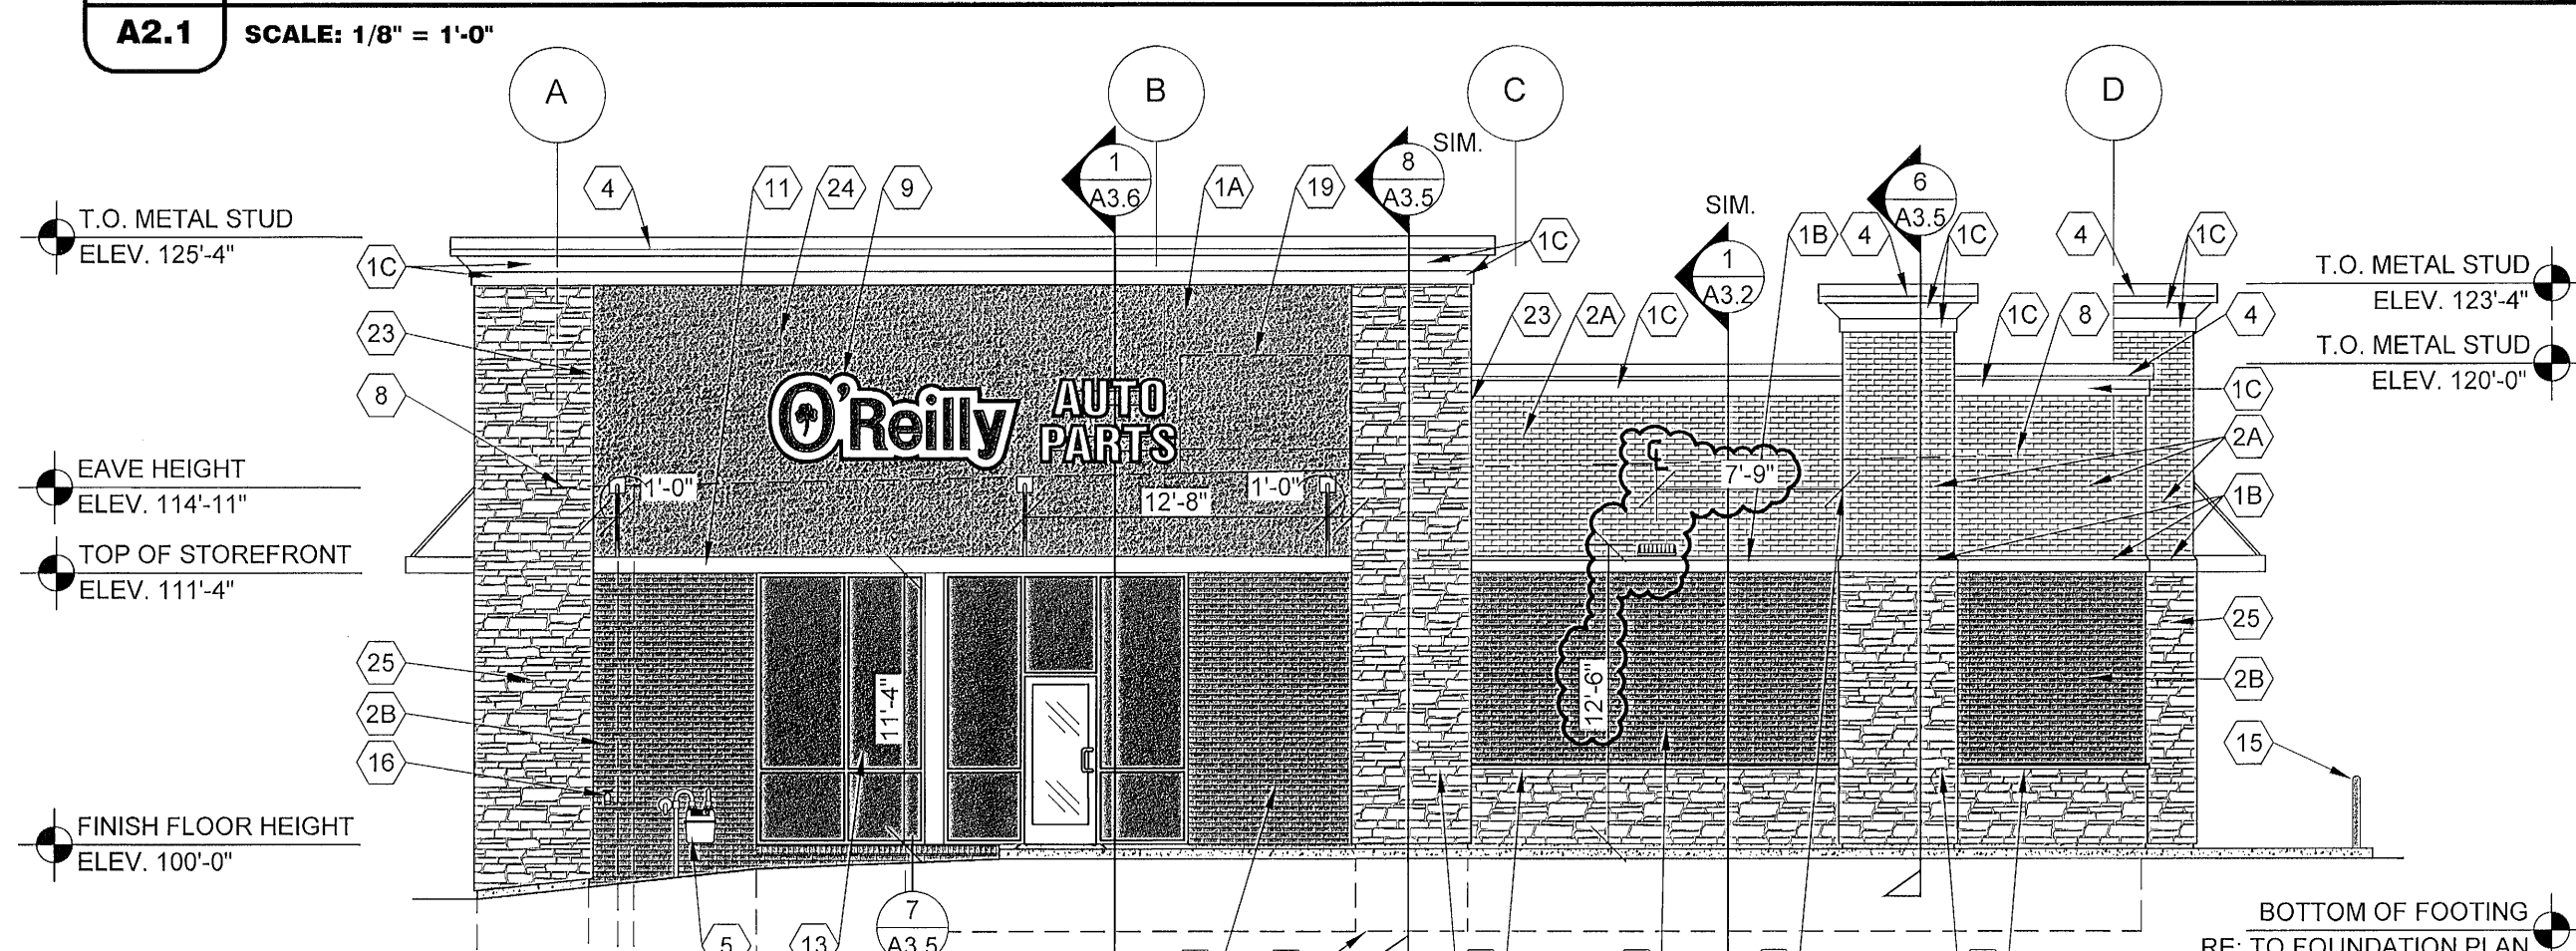 A2.1 SCALE: 1/8" = 1'-0"
A B C D
1
A3.6
8
A3.5
SIM.
6
A3.5
SIM.
1
A3.2
4 11 24 9 1A 19 1C
1B 4 1C 4 1C
T.O. METAL STUD
ELEV. 125'-4"
1C
T.O. METAL STUD
ELEV. 123'-4"
23
23 2A 1C 1C 8 4
T.O. METAL STUD
ELEV. 120'-0"
8
1C
O'Reilly AUTO
PARTS
2A
EAVE HEIGHT
ELEV. 114'-11"
1'-0" 12'-8" 1'-0"
CL 7'-9"
1B
TOP OF STOREFRONT
ELEV. 111'-4"
25
25
2B
2B
11'-4"
12'-6"
16
15
FINISH FLOOR HEIGHT
ELEV. 100'-0"
5 13
7
A3.5
BOTTOM OF FOOTING
RE: TO FOUNDATION PLAN